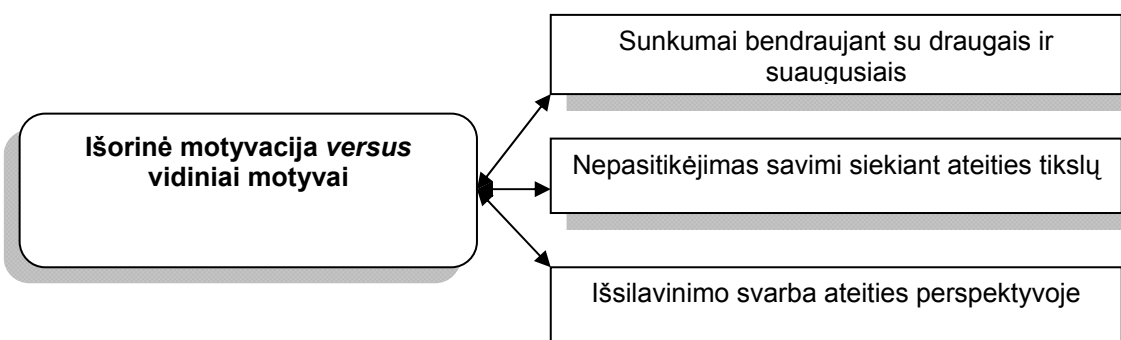 Sunkumai bendraujant su draugais ir
suaugusiais
Išorinė motyvacija versus
vidiniai motyvai
Nepasitikėjimas savimi siekiant ateities tikslų
Išsilavinimo svarba ateities perspektyvoje